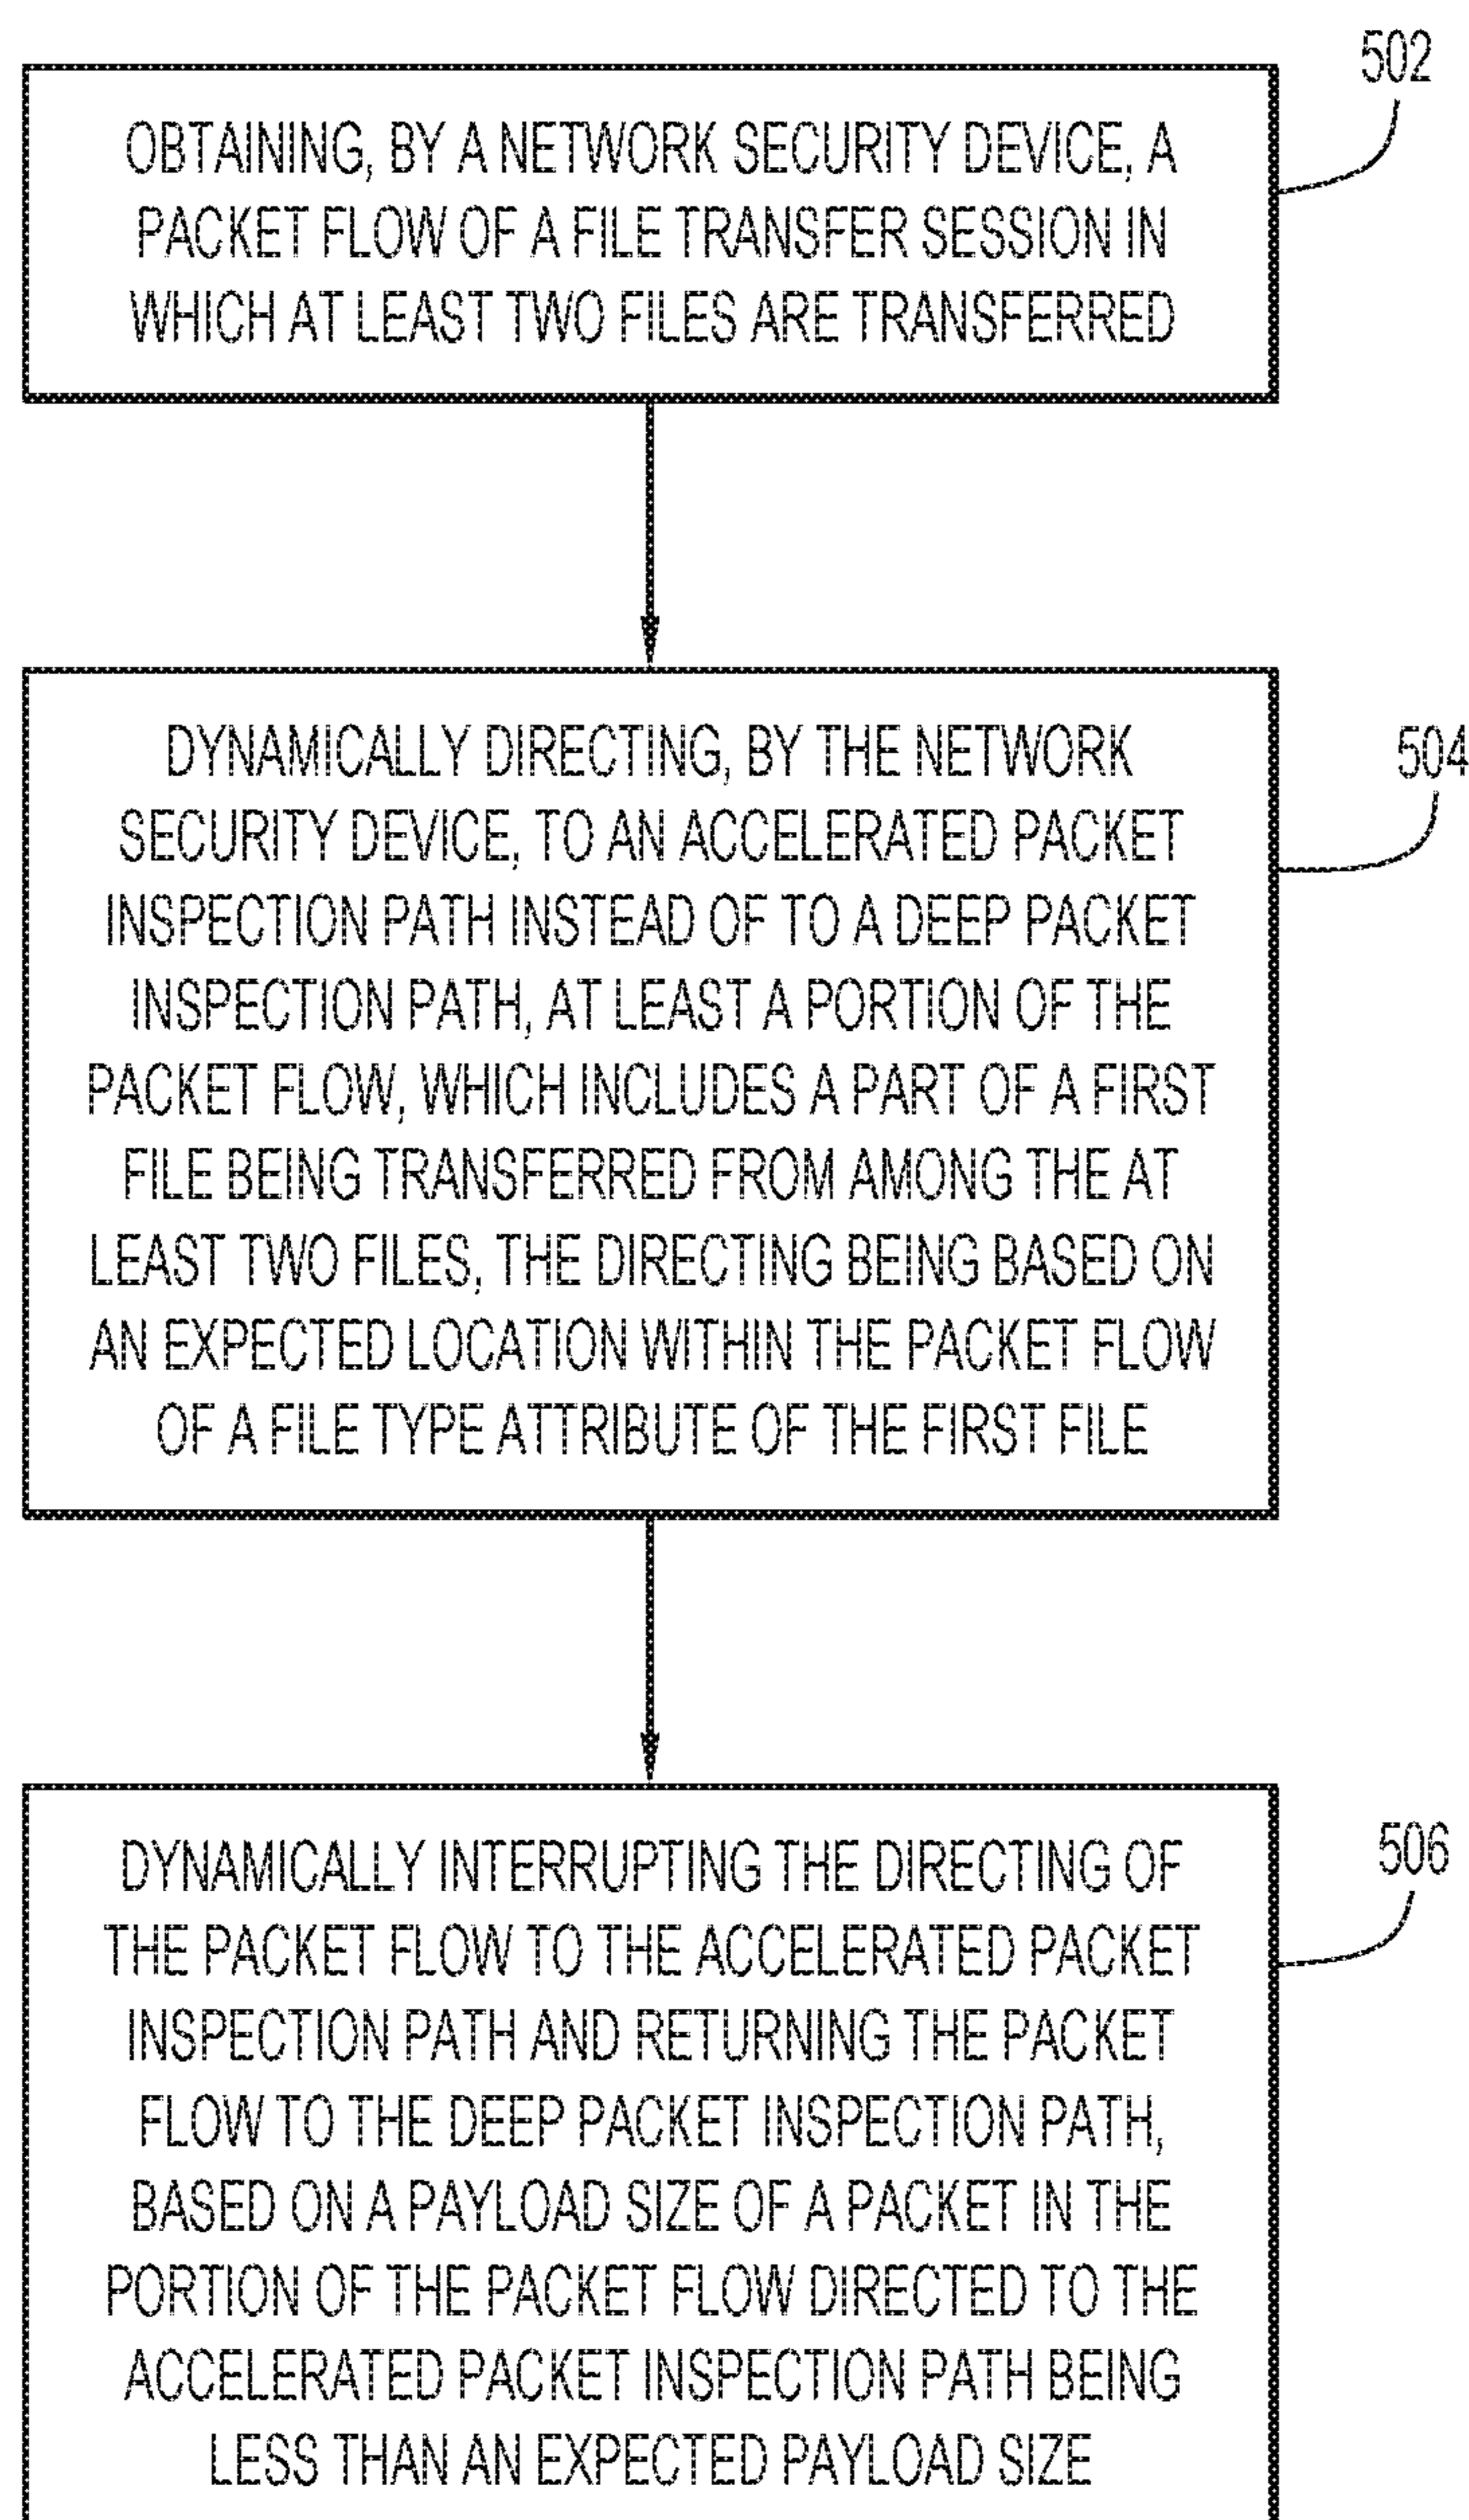 502
OBTAINING, BY A NETWORK SECURITY DEVICE, A
PACKET FLOW OF A FILE TRANSFER SESSION IN
WHICH AT LEAST TWO FILES ARE TRANSFERRED
504
DYNAMICALLY DIRECTING, BY THE NETWORK
SECURITY DEVICE, TO AN ACCELERATED PACKET
INSPECTION PATH INSTEAD OF TO A DEEP PACKET
INSPECTION PATH, AT LEAST A PORTION OF THE
PACKET FLOW, WHICH INCLUDES A PART OF A FIRST
FILE BEING TRANSFERRED FROM AMONG THE AT
LEAST TWO FILES, THE DIRECTING BEING BASED ON
AN EXPECTED LOCATION WITHIN THE PACKET FLOW
OF A FILE TYPE ATTRIBUTE OF THE FIRST FILE
506
DYNAMICALLY INTERRUPTING THE DIRECTING OF
THE PACKET FLOW TO THE ACCELERATED PACKET
INSPECTION PATH AND RETURNING THE PACKET
FLOW TO THE DEEP PACKET INSPECTION PATH,
BASED ON A PAYLOAD SIZE OF A PACKET IN THE
PORTION OF THE PACKET FLOW DIRECTED TO THE
ACCELERATED PACKET INSPECTION PATH BEING
LESS THAN AN EXPECTED PAYLOAD SIZE